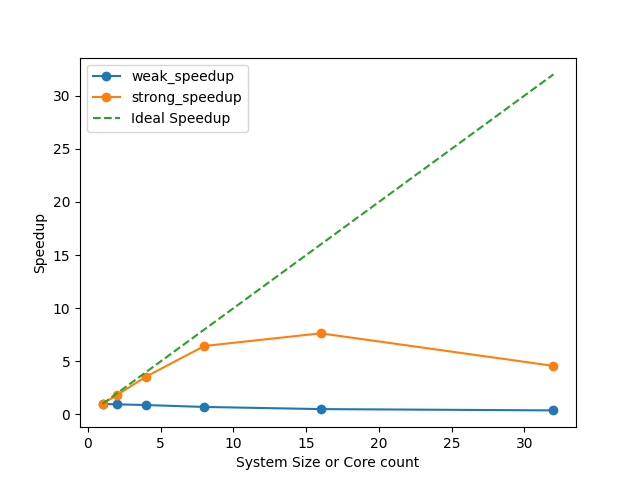 weak_speedup
strong_speedup
Ideal Speedup
30
25
20
15
10
5
0
Speedup
0 5 10 15 20 25 30
System Size or Core count